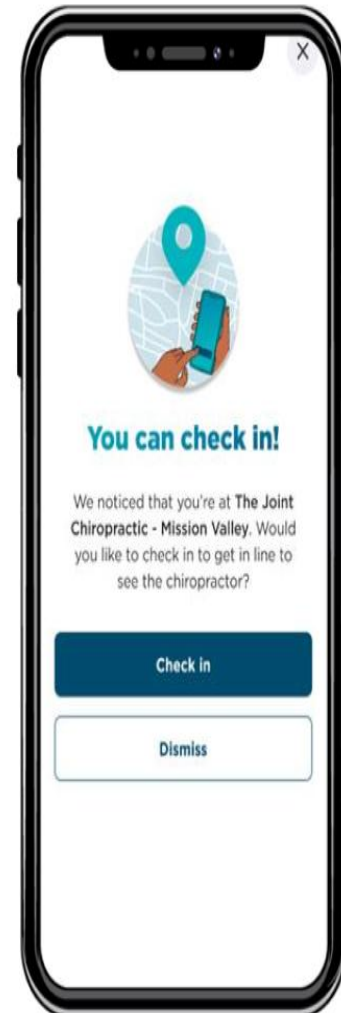 X
You can check in!
We noticed that you're at The Joint
Chiropractic - Mission Valley. Would
you like to check in to get in line to
see the chiropractor?
Check in
Dismiss